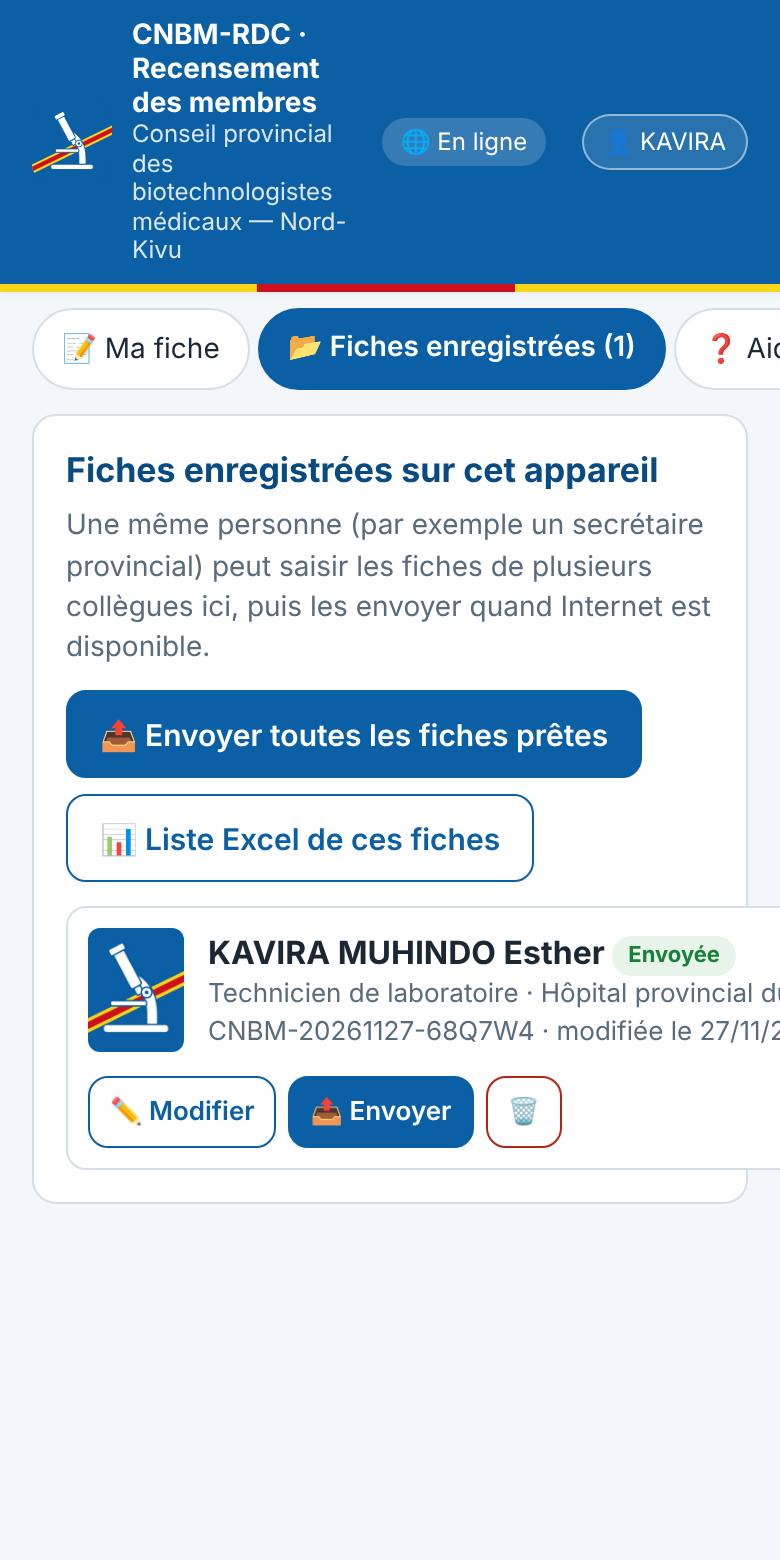 CNBM-RDC ·
Recensement
des membres
Conseil provincial
des
biotechnologistes
médicaux — Nord-
Kivu
🌐 En ligne
👤 KAVIRA
📝 Ma fiche
📂 Fiches enregistrées (1)
❓
Fiches enregistrées sur cet appareil
Une même personne (par exemple un secrétaire
provincial) peut saisir les fiches de plusieurs
collègues ici, puis les envoyer quand Internet est
disponible.
📤 Envoyer toutes les fiches prêtes
📊 Liste Excel de ces fiches
KAVIRA MUHINDO Esther Envoyée
Technicien de laboratoire · Hôpital provincial
CNBM-20261127-68Q7W4 · modifiée le 27/11/2
✏️ Modifier
📤 Envoyer
🗑️